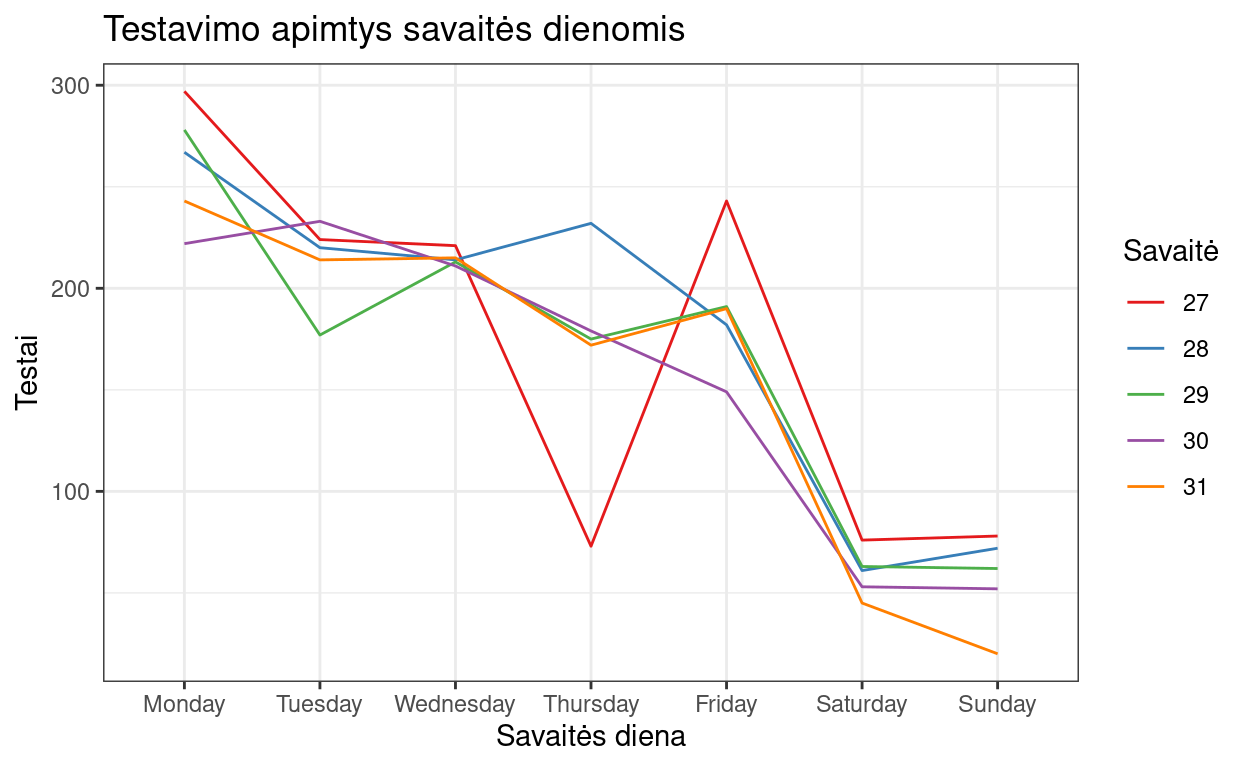 Testavimo apimtys savaitės dienomis
300
200
100
Testai
Monday Tuesday Wednesday Thursday Friday Saturday Sunday
Savaitės diena
Savaitė
27
28
29
30
31